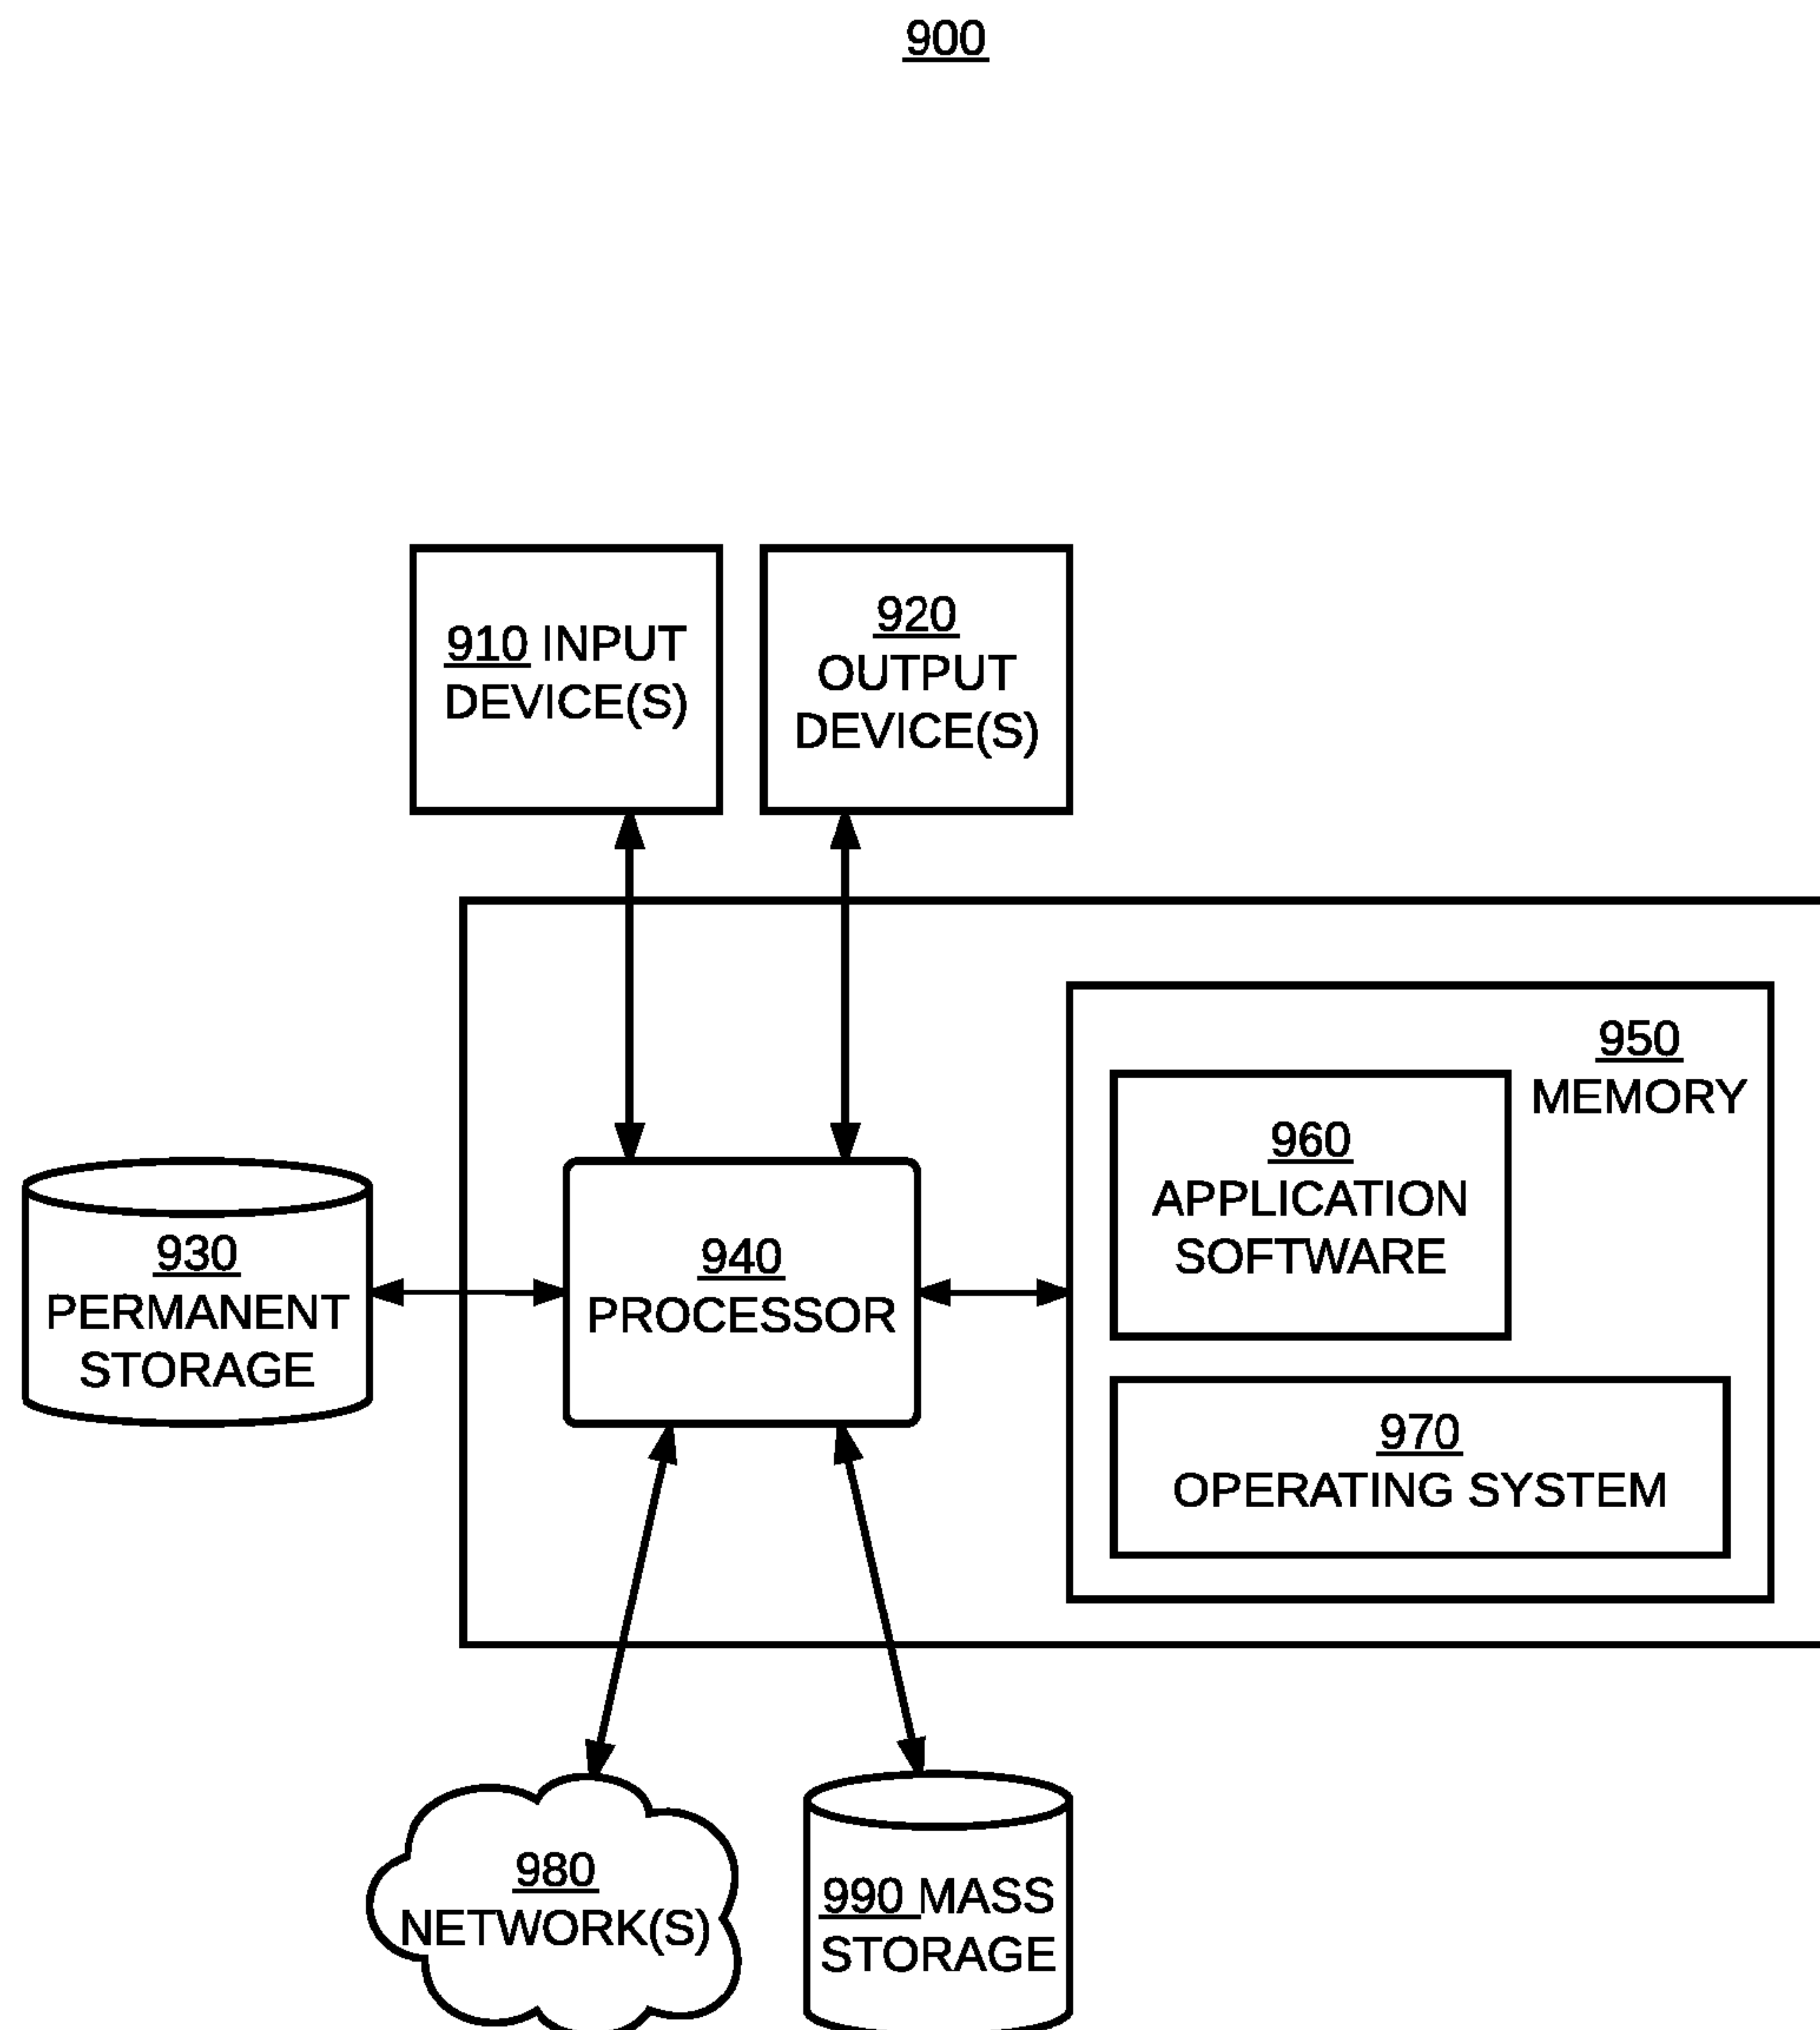 900
910 INPUT
DEVICE(S)
920
OUTPUT
DEVICE(S)
950
MEMORY
960
APPLICATION
SOFTWARE
930
PERMANENT
STORAGE
940
PROCESSOR
970
OPERATING SYSTEM
980
NETWORK(S)
990 MASS
STORAGE